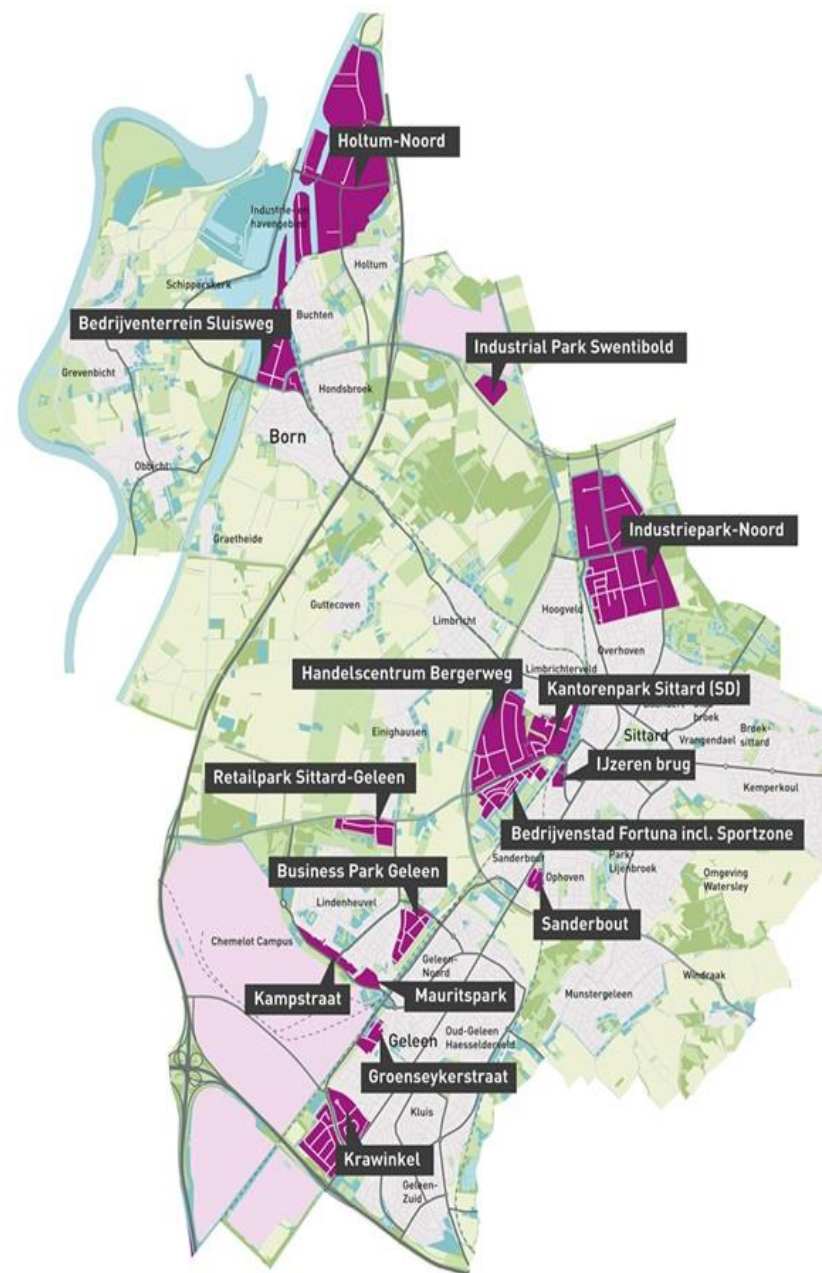 Holtum-Noord
Industrie- en
havengebied
Holtum
Schipperskerk
Buchten
Bedrijventerrein Sluisweg
Industrial Park Swentibold
Grevenbicht
Hondsbroek
Born
Obbicht
Industriepark-Noord
Graetheide
Guttecoven
Hoogveld
Limbricht
Overhoven
Limbrichterveld
Handelscentrum Bergerweg
Kantorenpark Sittard (SD)
broek
Einighausen
Sittard
Vrangendael
Broek-
sittard
IJzeren brug
Retailpark Sittard-Geleen
Kemperkoul
Bedrijvenstad Fortuna incl. Sportzone
Sanderbout
Park
Lijenbroek
Business Park Geleen
Ophoven
Omgeving
Watersley
Lindenheuvel
Sanderbout
Chemelot Campus
Geleen-
Noord
Windraak
Kampstraat
Mauritspark
Munstergeleen
Oud-Geleen
Haesselderveld
Geleen
Groenseykerstraat
Kluis
Krawinkel
Geleen-
Zuid